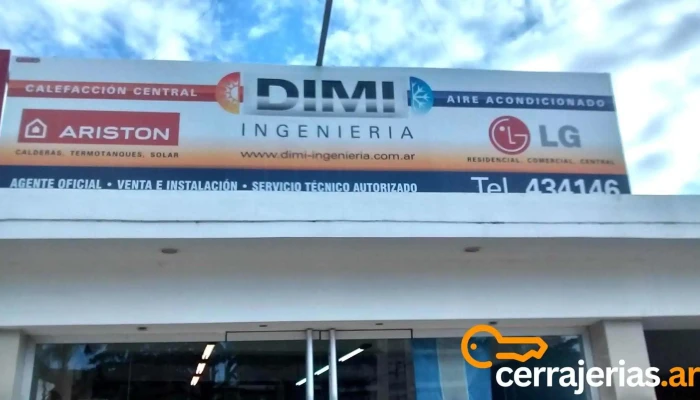 CALEFACCIÓN CENTRAL
DIMI
AIRE ACONDICIONADO
ARISTON
INGENIERIA
LG
CALDERAS, TERMOTANQUES, SOLAR
www.dimi-ingenieria.com.ar
RESIDENCIAL, COMERCIAL, CENTRAL
AGENTE OFICIAL · VENTA E INSTALACIÓN · SERVICIO TÉCNICO AUTORIZADO
Tel. 434146
cerrajerias.ar